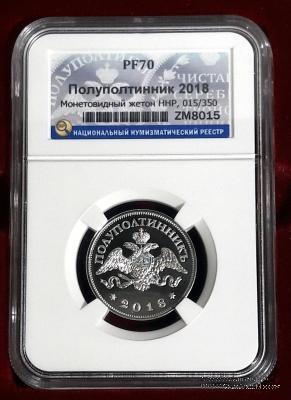 PF70
Полуполтинник 2018
Монетовидный жетон ННР, 015/350
ZM8015
НАЦИОНАЛЬНЫЙ НУМИЗМАТИЧЕСКИЙ РЕЕСТР
ПОЛУПОЛТИННИКЪ
★ 2018 ★